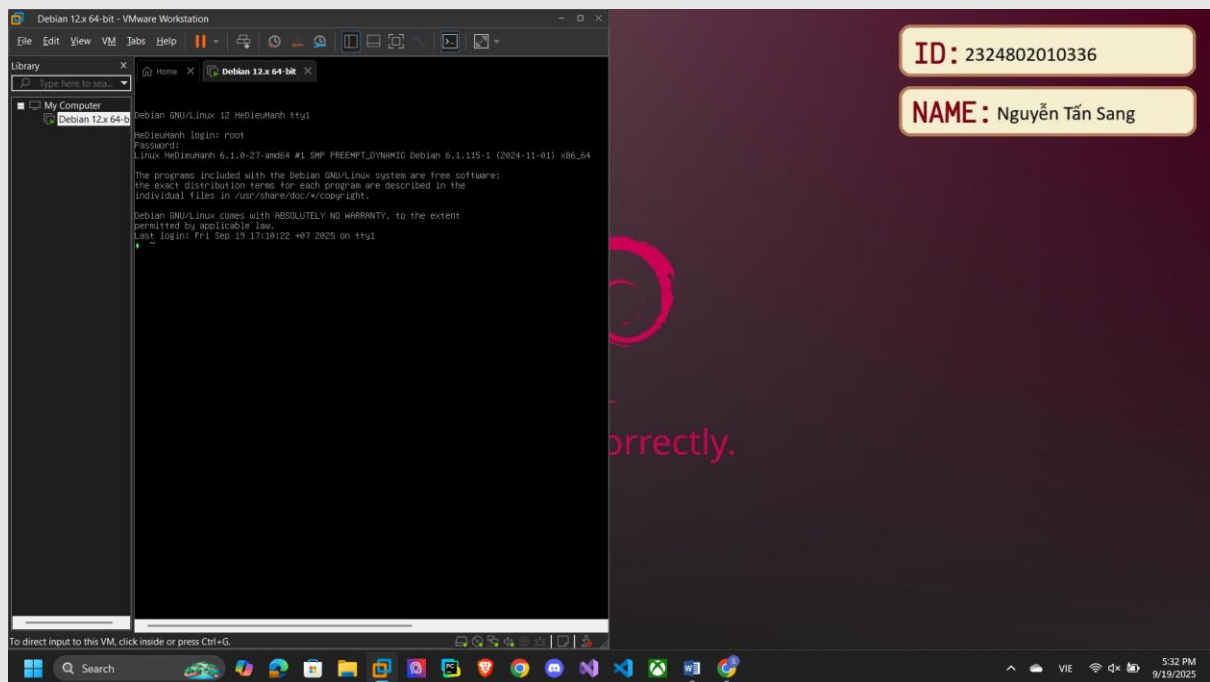 Debian 12.x 64-bit - VMware Workstation
File Edit View VM Tabs Help
Library
Type here to sea...
My Computer
Debian 12.x 64-b
Home
Debian 12.x 64-bit
Debian GNU/Linux 12 HeDieuHanh tty1
HeDieuHanh login: root
Password:
Linux HeDieuHanh 6.1.0-27-amd64 #1 SMP PREEMPT_DYNAMIC Debian 6.1.115-1 (2024-11-01) x86_64
The programs included with the Debian GNU/Linux system are free software;
the exact distribution terms for each program are described in the
individual files in /usr/share/doc/*/copyright.
Debian GNU/Linux comes with ABSOLUTELY NO WARRANTY, to the extent
permitted by applicable law.
Last login: Fri Sep 19 17:10:22 +07 2025 on tty1
~
To direct input to this VM, click inside or press Ctrl+G.
ID: 2324802010336
NAME: Nguyễn Tấn Sang
orrectly.
Search
VIE
5:32 PM
9/19/2025